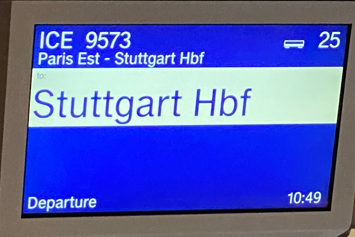 ICE 9573 25
Paris Est - Stuttgart Hbf
to:
Stuttgart Hbf
Departure 10:49